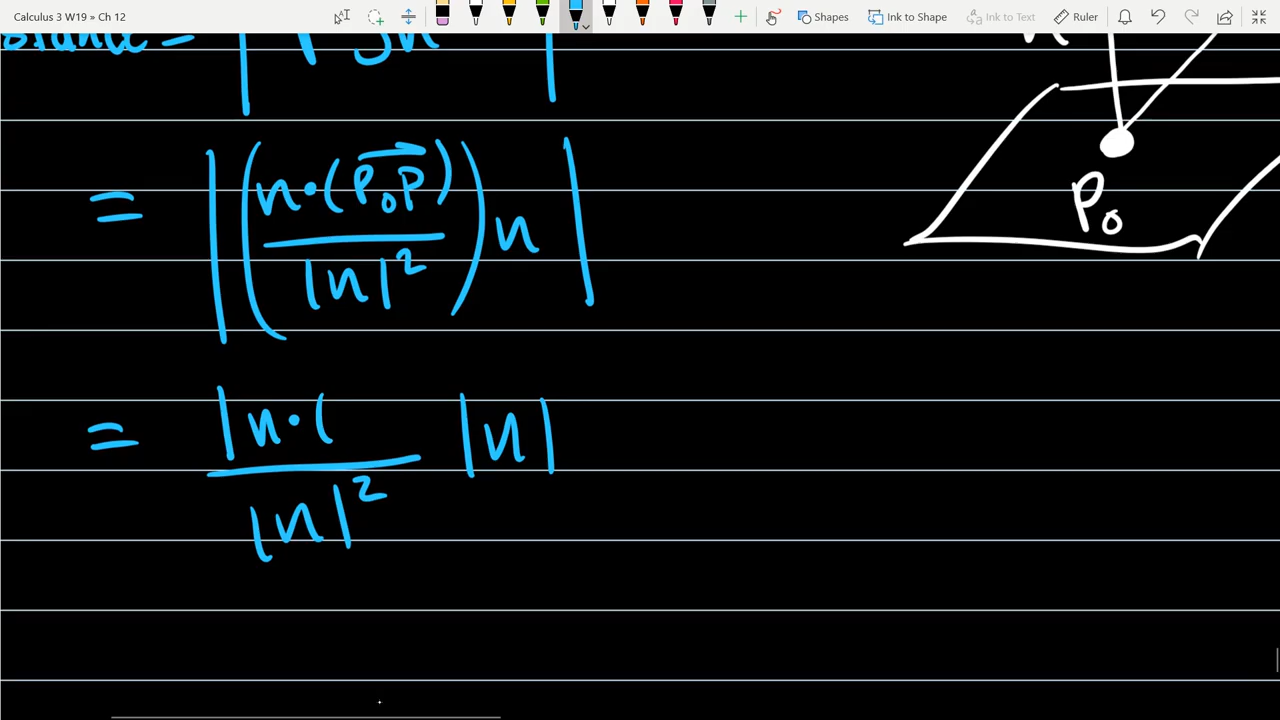 Calculus 3 W19 » Ch 12
Shapes
Ink to Shape
Ink to Text
Ruler
= | ( n · ( P₀P ) / |n|² ) n |
P₀
= | n · ( / |n|² |n|